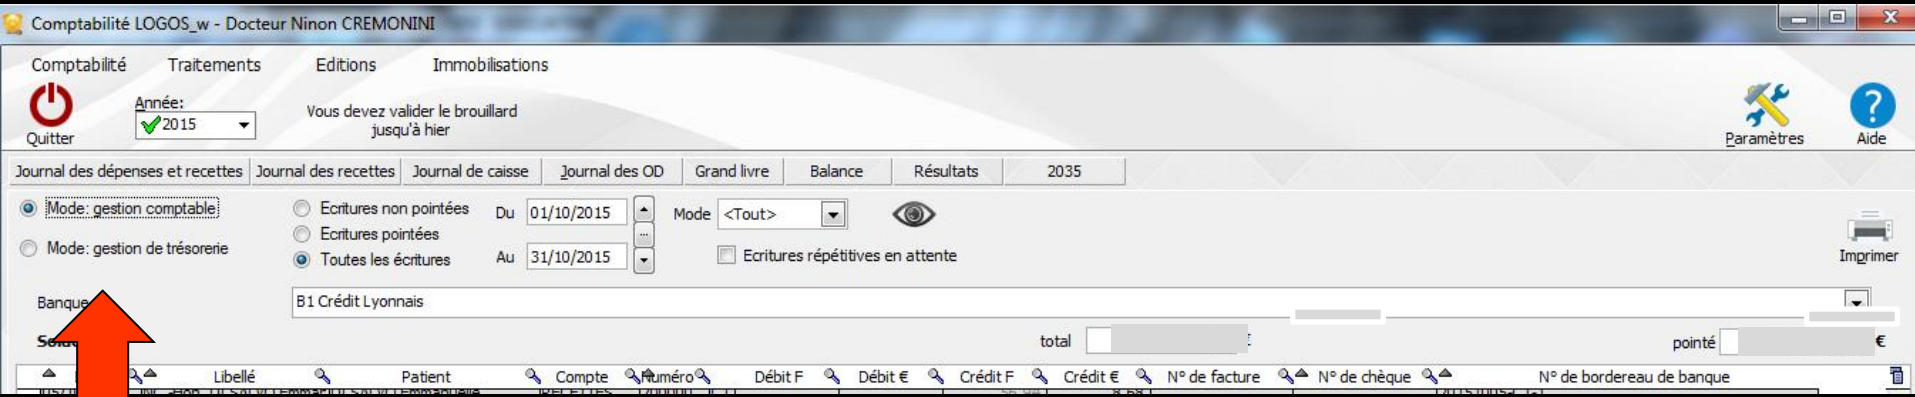 Comptabilité LOGOS_w - Docteur Ninon CREMONINI
Comptabilité Traitements Editions Immobilisations
Quitter
Année:
2015
Vous devez valider le brouillard
jusqu'à hier
Paramètres
Aide
Journal des dépenses et recettes Journal des recettes Journal de caisse Journal des OD Grand livre Balance Résultats 2035
Mode: gestion comptable
Mode: gestion de trésorerie
Ecritures non pointées
Ecritures pointées
Toutes les écritures
Du 01/10/2015
Au 31/10/2015
Mode <Tout>
Ecritures répétitives en attente
Imprimer
Banque B1 Crédit Lyonnais
total pointé €
Libellé Patient Compte Numéro Débit F Débit € Crédit F Crédit € N° de facture N° de chèque N° de bordereau de banque